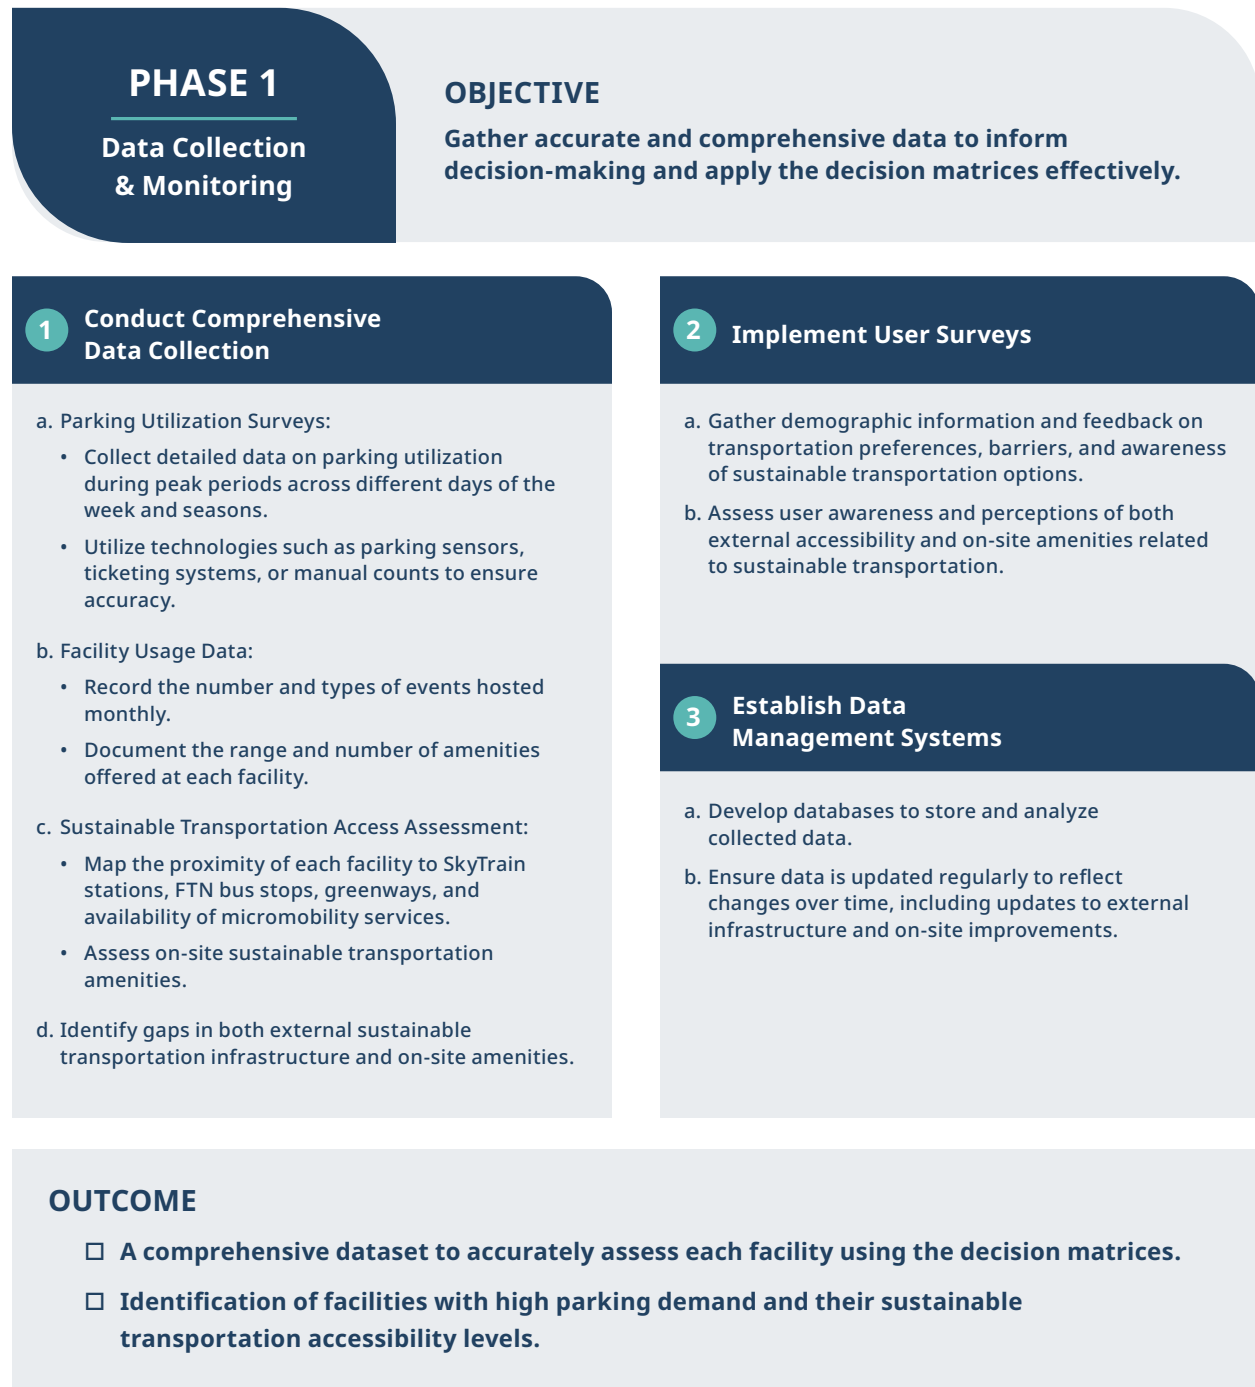 PHASE 1
Data Collection
& Monitoring
OBJECTIVE
Gather accurate and comprehensive data to inform
decision-making and apply the decision matrices effectively.
1
Conduct Comprehensive
Data Collection
a. Parking Utilization Surveys:
• Collect detailed data on parking utilization
during peak periods across different days of the
week and seasons.
• Utilize technologies such as parking sensors,
ticketing systems, or manual counts to ensure
accuracy.
b. Facility Usage Data:
• Record the number and types of events hosted
monthly.
• Document the range and number of amenities
offered at each facility.
c. Sustainable Transportation Access Assessment:
• Map the proximity of each facility to SkyTrain
stations, FTN bus stops, greenways, and
availability of micromobility services.
• Assess on-site sustainable transportation
amenities.
d. Identify gaps in both external sustainable
transportation infrastructure and on-site amenities.
2
Implement User Surveys
a. Gather demographic information and feedback on
transportation preferences, barriers, and awareness
of sustainable transportation options.
b. Assess user awareness and perceptions of both
external accessibility and on-site amenities related
to sustainable transportation.
3
Establish Data
Management Systems
a. Develop databases to store and analyze
collected data.
b. Ensure data is updated regularly to reflect
changes over time, including updates to external
infrastructure and on-site improvements.
OUTCOME
☐ A comprehensive dataset to accurately assess each facility using the decision matrices.
☐ Identification of facilities with high parking demand and their sustainable
transportation accessibility levels.